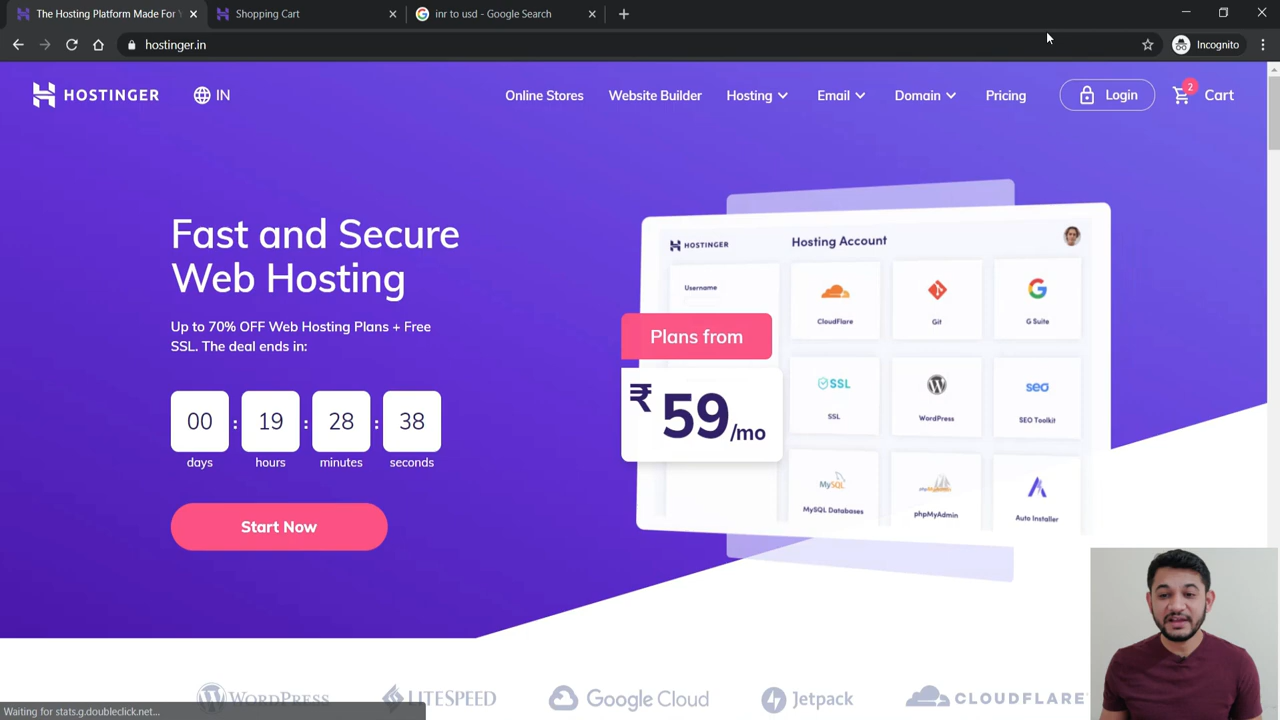 The Hosting Platform Made For
Shopping Cart
inr to usd - Google Search
hostinger.in
Incognito
HOSTINGER
IN
Online Stores
Website Builder
Hosting
Email
Domain
Pricing
Login
2
Cart
Fast and Secure
Web Hosting
Up to 70% OFF Web Hosting Plans + Free
SSL. The deal ends in:
00 : 19 : 28 : 38
days hours minutes seconds
Start Now
HOSTINGER
Hosting Account
Username
CloudFlare
Git
G
G Suite
Plans from
₹ 59 /mo
SSL
SSL
WordPress
seo
SEO Toolkit
MySQL
MySQL Databases
phpMyAdmin
Auto Installer
WORDPRESS
LITESPEED
Google Cloud
Jetpack
CLOUDFLARE
Waiting for stats.g.doubleclick.net...